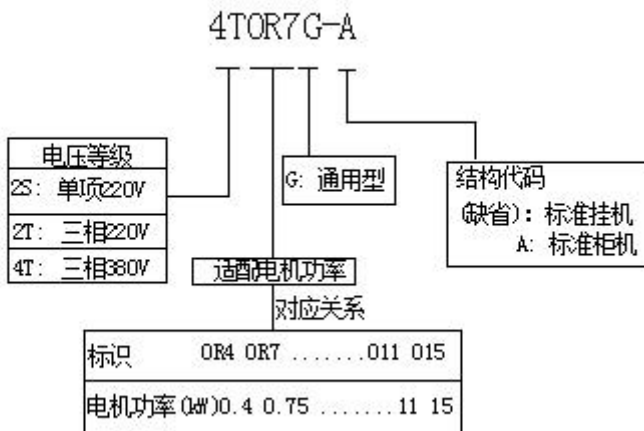 4T0R7G-A
电压等级
2S: 单项220V
2T: 三相220V
4T: 三相380V
G: 通用型
结构代码
(缺省): 标准挂机
A: 标准柜机
适配电机功率
对应关系
标识 0R4 0R7 .......011 015
电机功率(kW)0.4 0.75 .......11 15